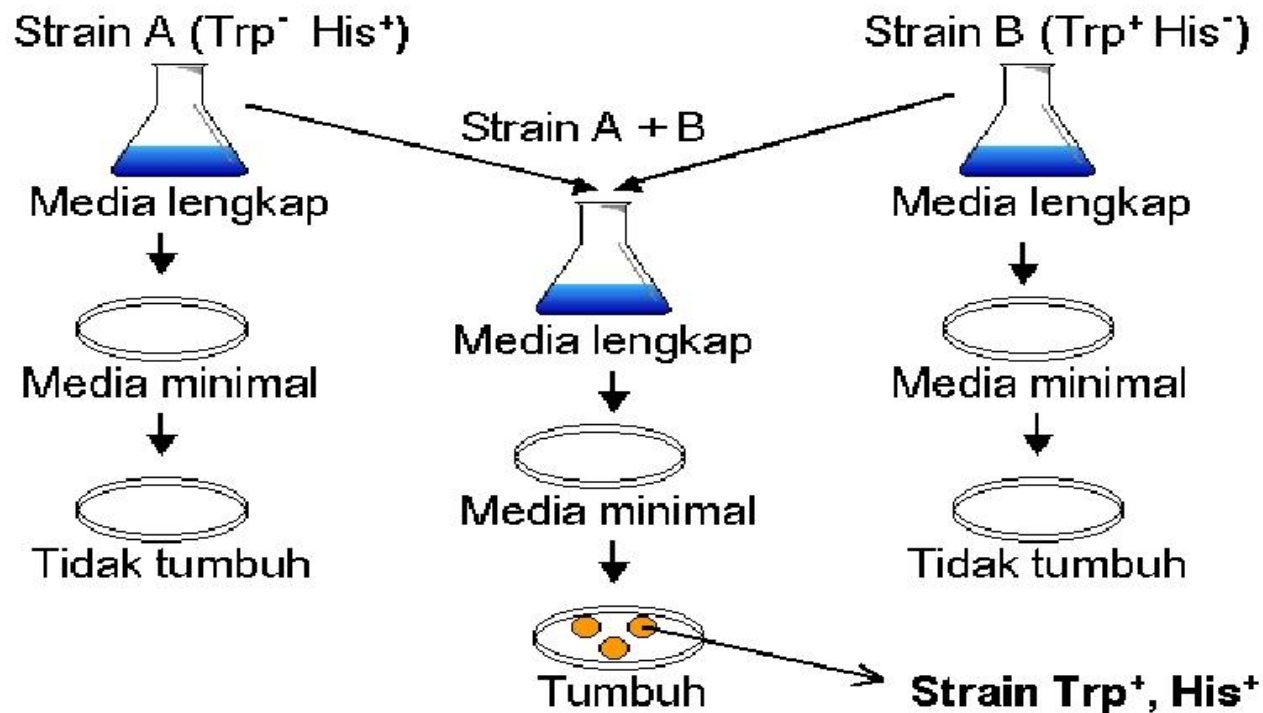 Strain A (Trp⁻ His⁺)
Strain B (Trp⁺ His⁻)
Strain A + B
Media lengkap
Media lengkap
Media lengkap
Media minimal
Media minimal
Media minimal
Tidak tumbuh
Tidak tumbuh
Tumbuh
Strain Trp⁺, His⁺